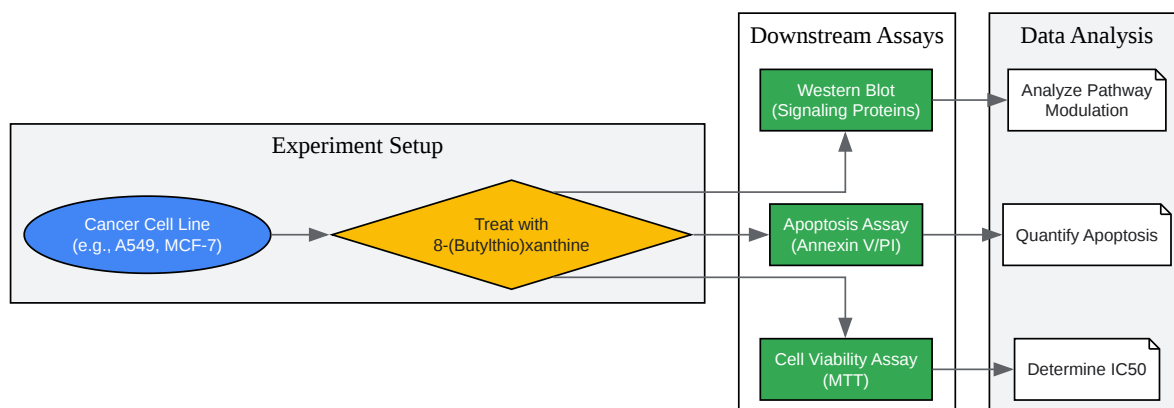 Experiment Setup
Cancer Cell Line
(e.g., A549, MCF-7)
Treat with
8-(Butylthio)xanthine
Downstream Assays
Western Blot
(Signaling Proteins)
Apoptosis Assay
(Annexin V/PI)
Cell Viability Assay
(MTT)
Data Analysis
Analyze Pathway
Modulation
Quantify Apoptosis
Determine IC50